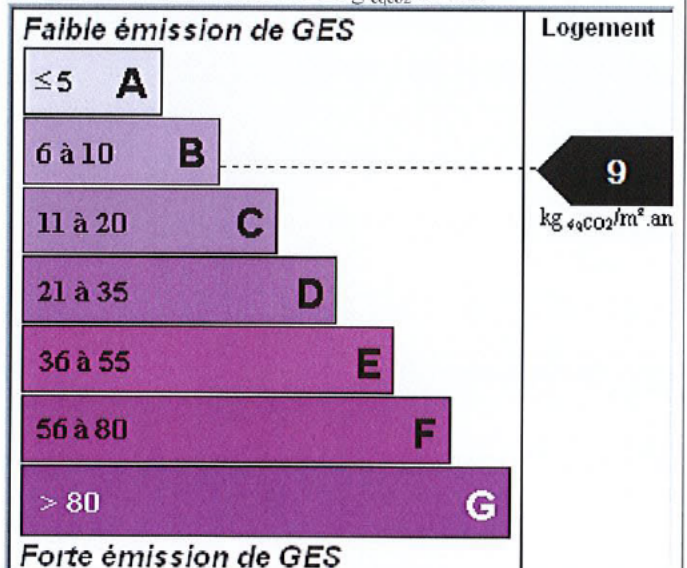 Faible émission de GES
Logement
≤5 A
6 à 10 B
9
kg éqCO2/m².an
11 à 20 C
21 à 35 D
36 à 55 E
56 à 80 F
> 80 G
Forte émission de GES